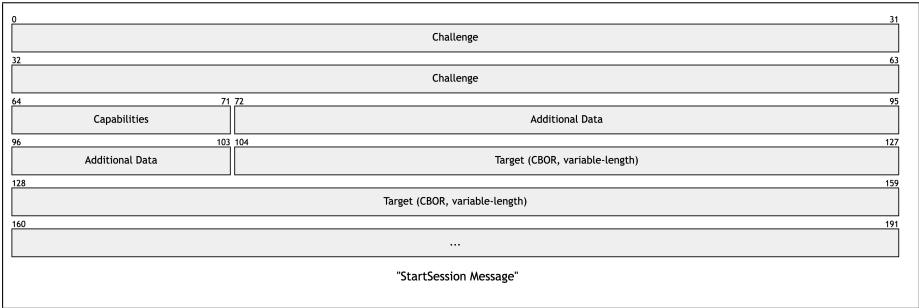 0 31
Challenge
32 63
Challenge
64 71 72 95
Capabilities Additional Data
96 103 104 127
Additional Data Target (CBOR, variable-length)
128 159
Target (CBOR, variable-length)
160 191
...
"StartSession Message"